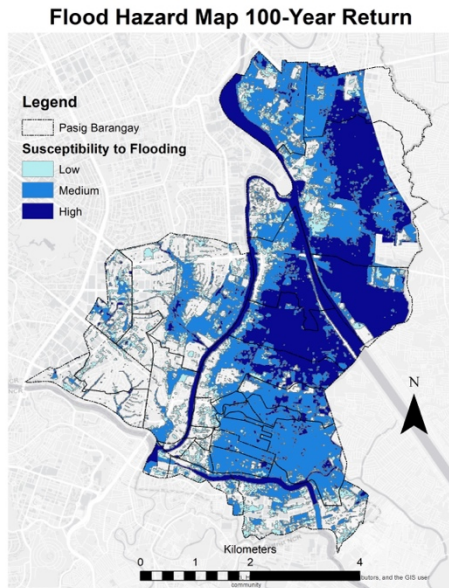 Flood Hazard Map 100-Year Return
Legend
Pasig Barangay
Susceptibility to Flooding
Low
Medium
High
N
Kilometers
0 1 2 4
butors, and the GIS user
community